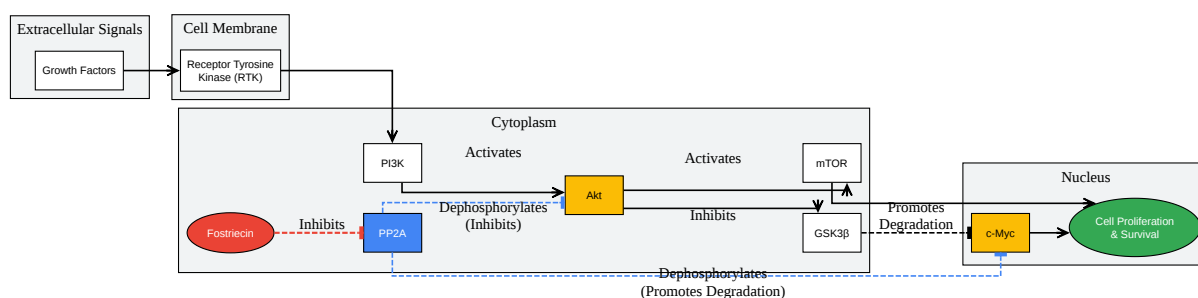 Extracellular Signals
Cell Membrane
Growth Factors
Receptor Tyrosine
Kinase (RTK)
Cytoplasm
PI3K
Activates
Activates
mTOR
Nucleus
Akt
Fostriecin
Inhibits
PP2A
Dephosphorylates
(Inhibits)
Inhibits
GSK3β
Promotes
Degradation
c-Myc
Cell Proliferation
& Survival
Dephosphorylates
(Promotes Degradation)